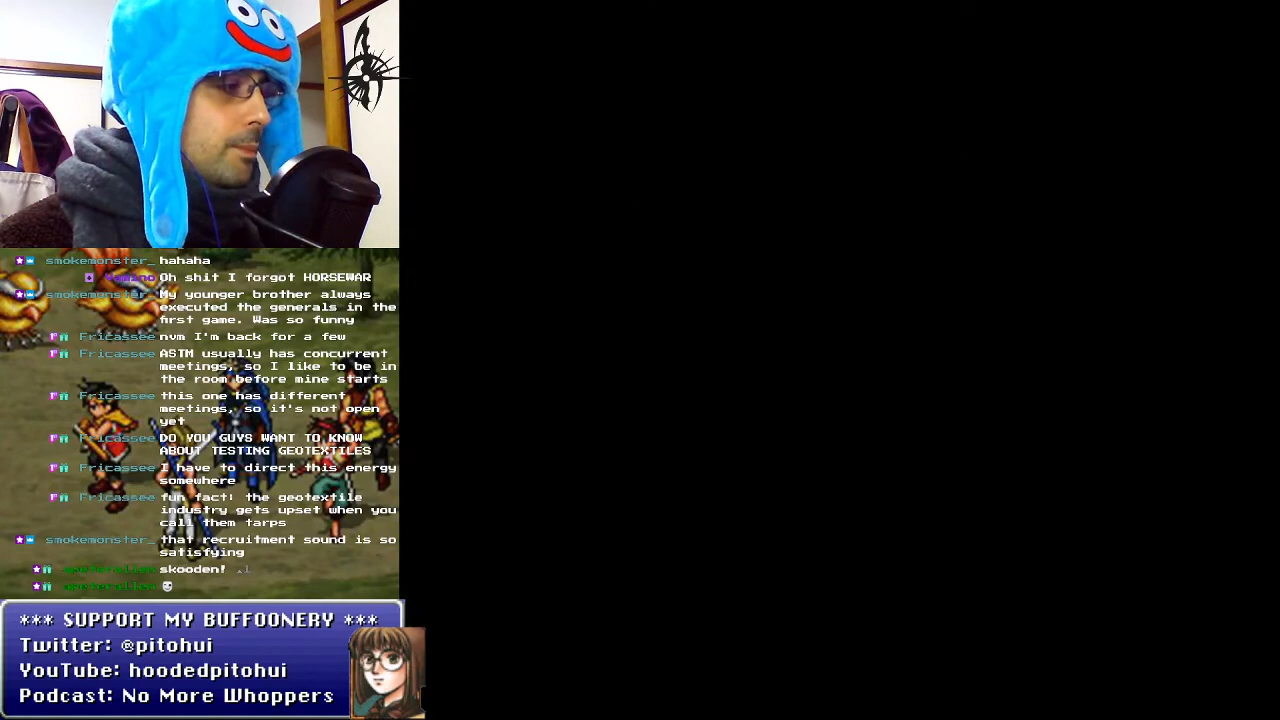 smokemonster_ hahaha
Oh shit I forgot HORSEWAR
smokemonster_ My younger brother always
executed the generals in the
first game. Was so funny
Fricassee nvm I'm back for a few
Fricassee ASTM usually has concurrent
meetings, so I like to be in
the room before mine starts
Fricassee this one has different
meetings, so it's not open
yet
Fricassee DO YOU GUYS WANT TO KNOW
ABOUT TESTING GEOTEXTILES
Fricassee I have to direct this energy
somewhere
Fricassee fun fact: the geotextile
industry gets upset when you
call them tarps
smokemonster_ that recruitment sound is so
satisfying
skooden!
*** SUPPORT MY BUFFOONERY ***
Twitter: @pitohui
YouTube: hoodedpitohui
Podcast: No More Whoppers